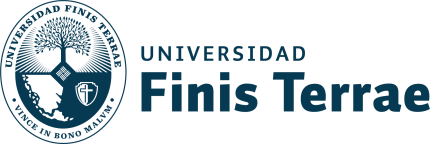 UNIVERSIDAD FINIS TERRAE
• VINCE IN BONO MALVM •
UNIVERSIDAD
Finis Terrae